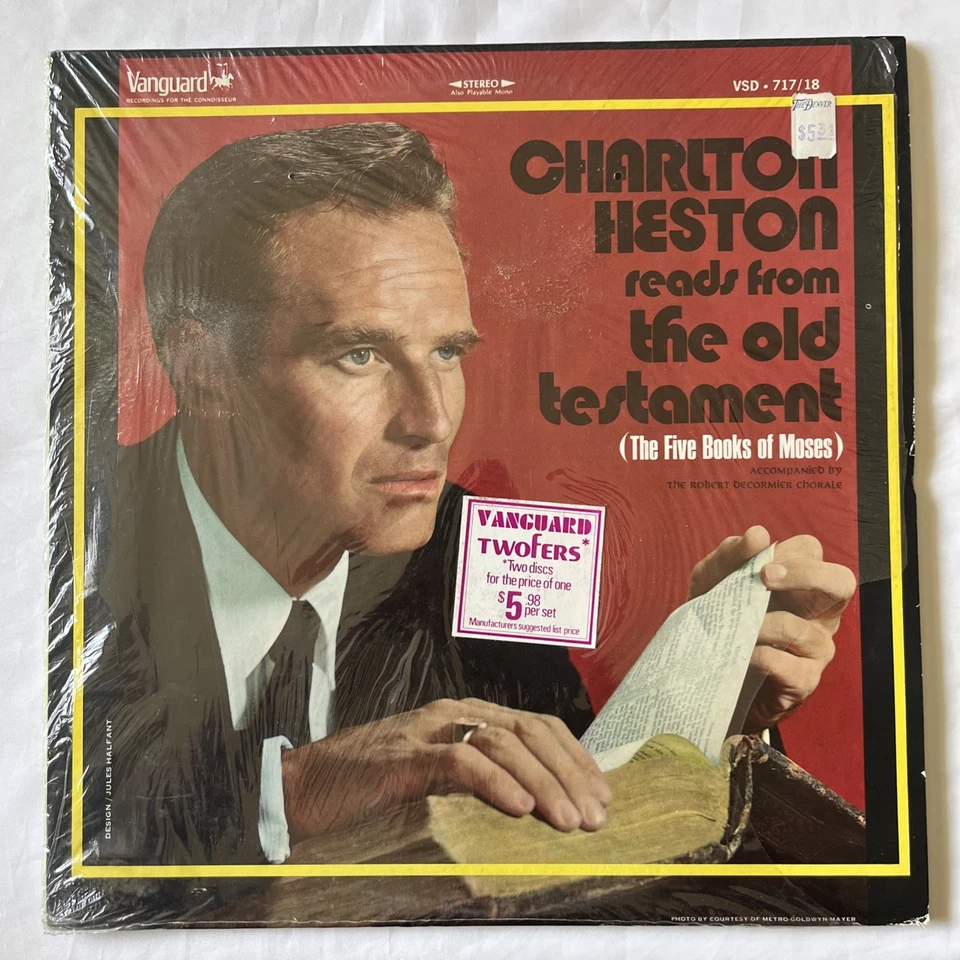 Vanguard
RECORDINGS FOR THE CONNOISSEUR
STEREO
Also Playable Mono
VSD • 717/18
THE DENVER
CHARLTON
HESTON
reads from
the old
testament
(The Five Books of Moses)
ACCOMPANIED BY
THE ROBERT DECORMIER CHORALE
VANGUARD
TWOFERS*
*Two discs
for the price of one
$5.98
per set
Manufacturers suggested list price
DESIGN / JULES HALFANT
PHOTO BY COURTESY OF METRO-GOLDWYN-MAYER